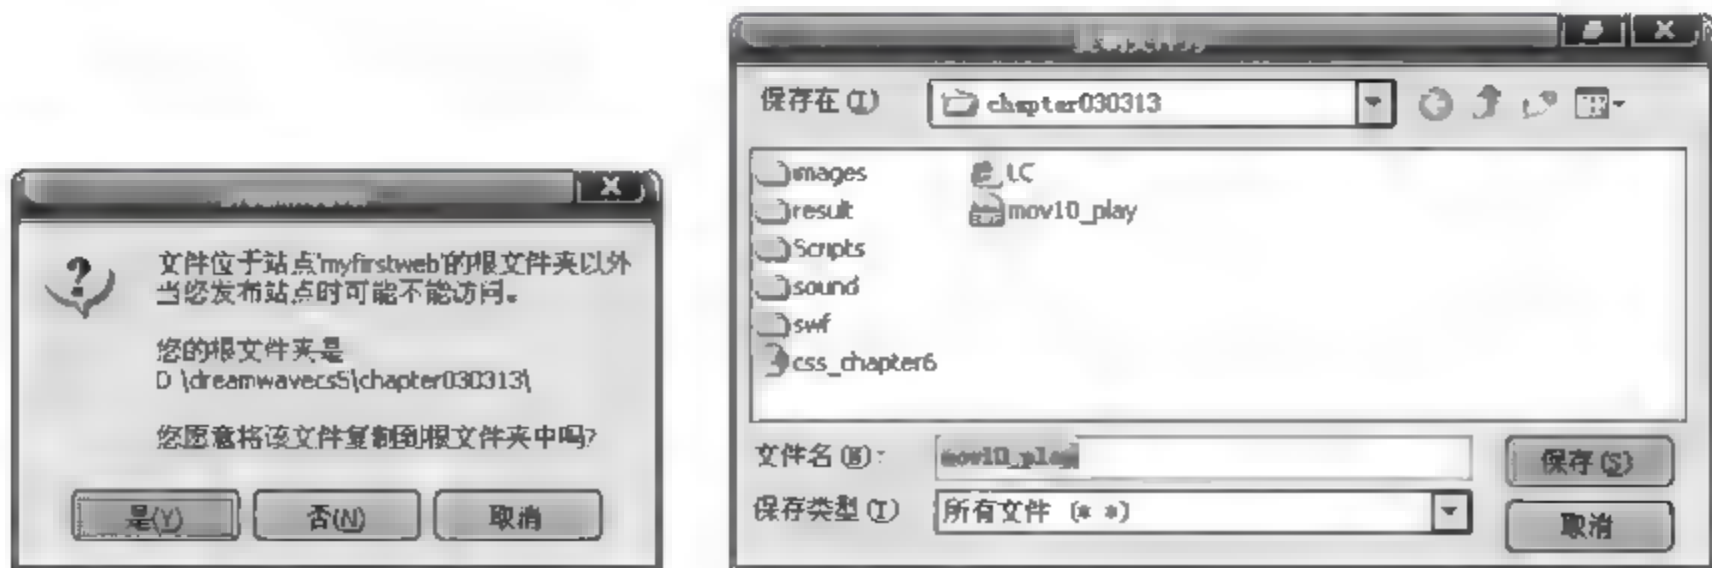 文件位于站点'myfirstweb'的根文件夹以外
当您发布站点时可能不能访问。
您的根文件夹是
D \dreamwavecs5\chapter030313\
您愿意将该文件复制到根文件夹中吗?
是(Y) 否(N) 取消
保存在(I) chapter030313
images LC
result mov10_play
Scripts
sound
swf
css_chapter6
文件名(N): mov10_play 保存(S)
保存类型(T) 所有文件 (* *) 取消